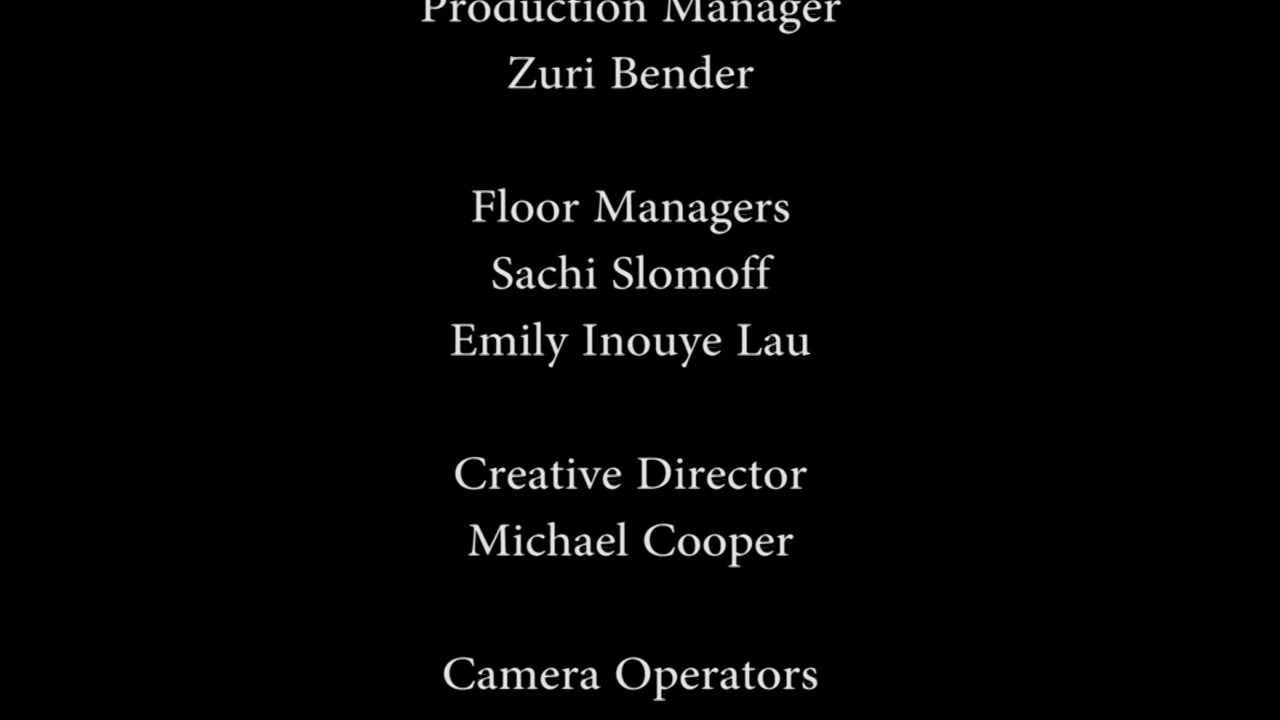 Production Manager
Zuri Bender
Floor Managers
Sachi Slomoff
Emily Inouye Lau
Creative Director
Michael Cooper
Camera Operators